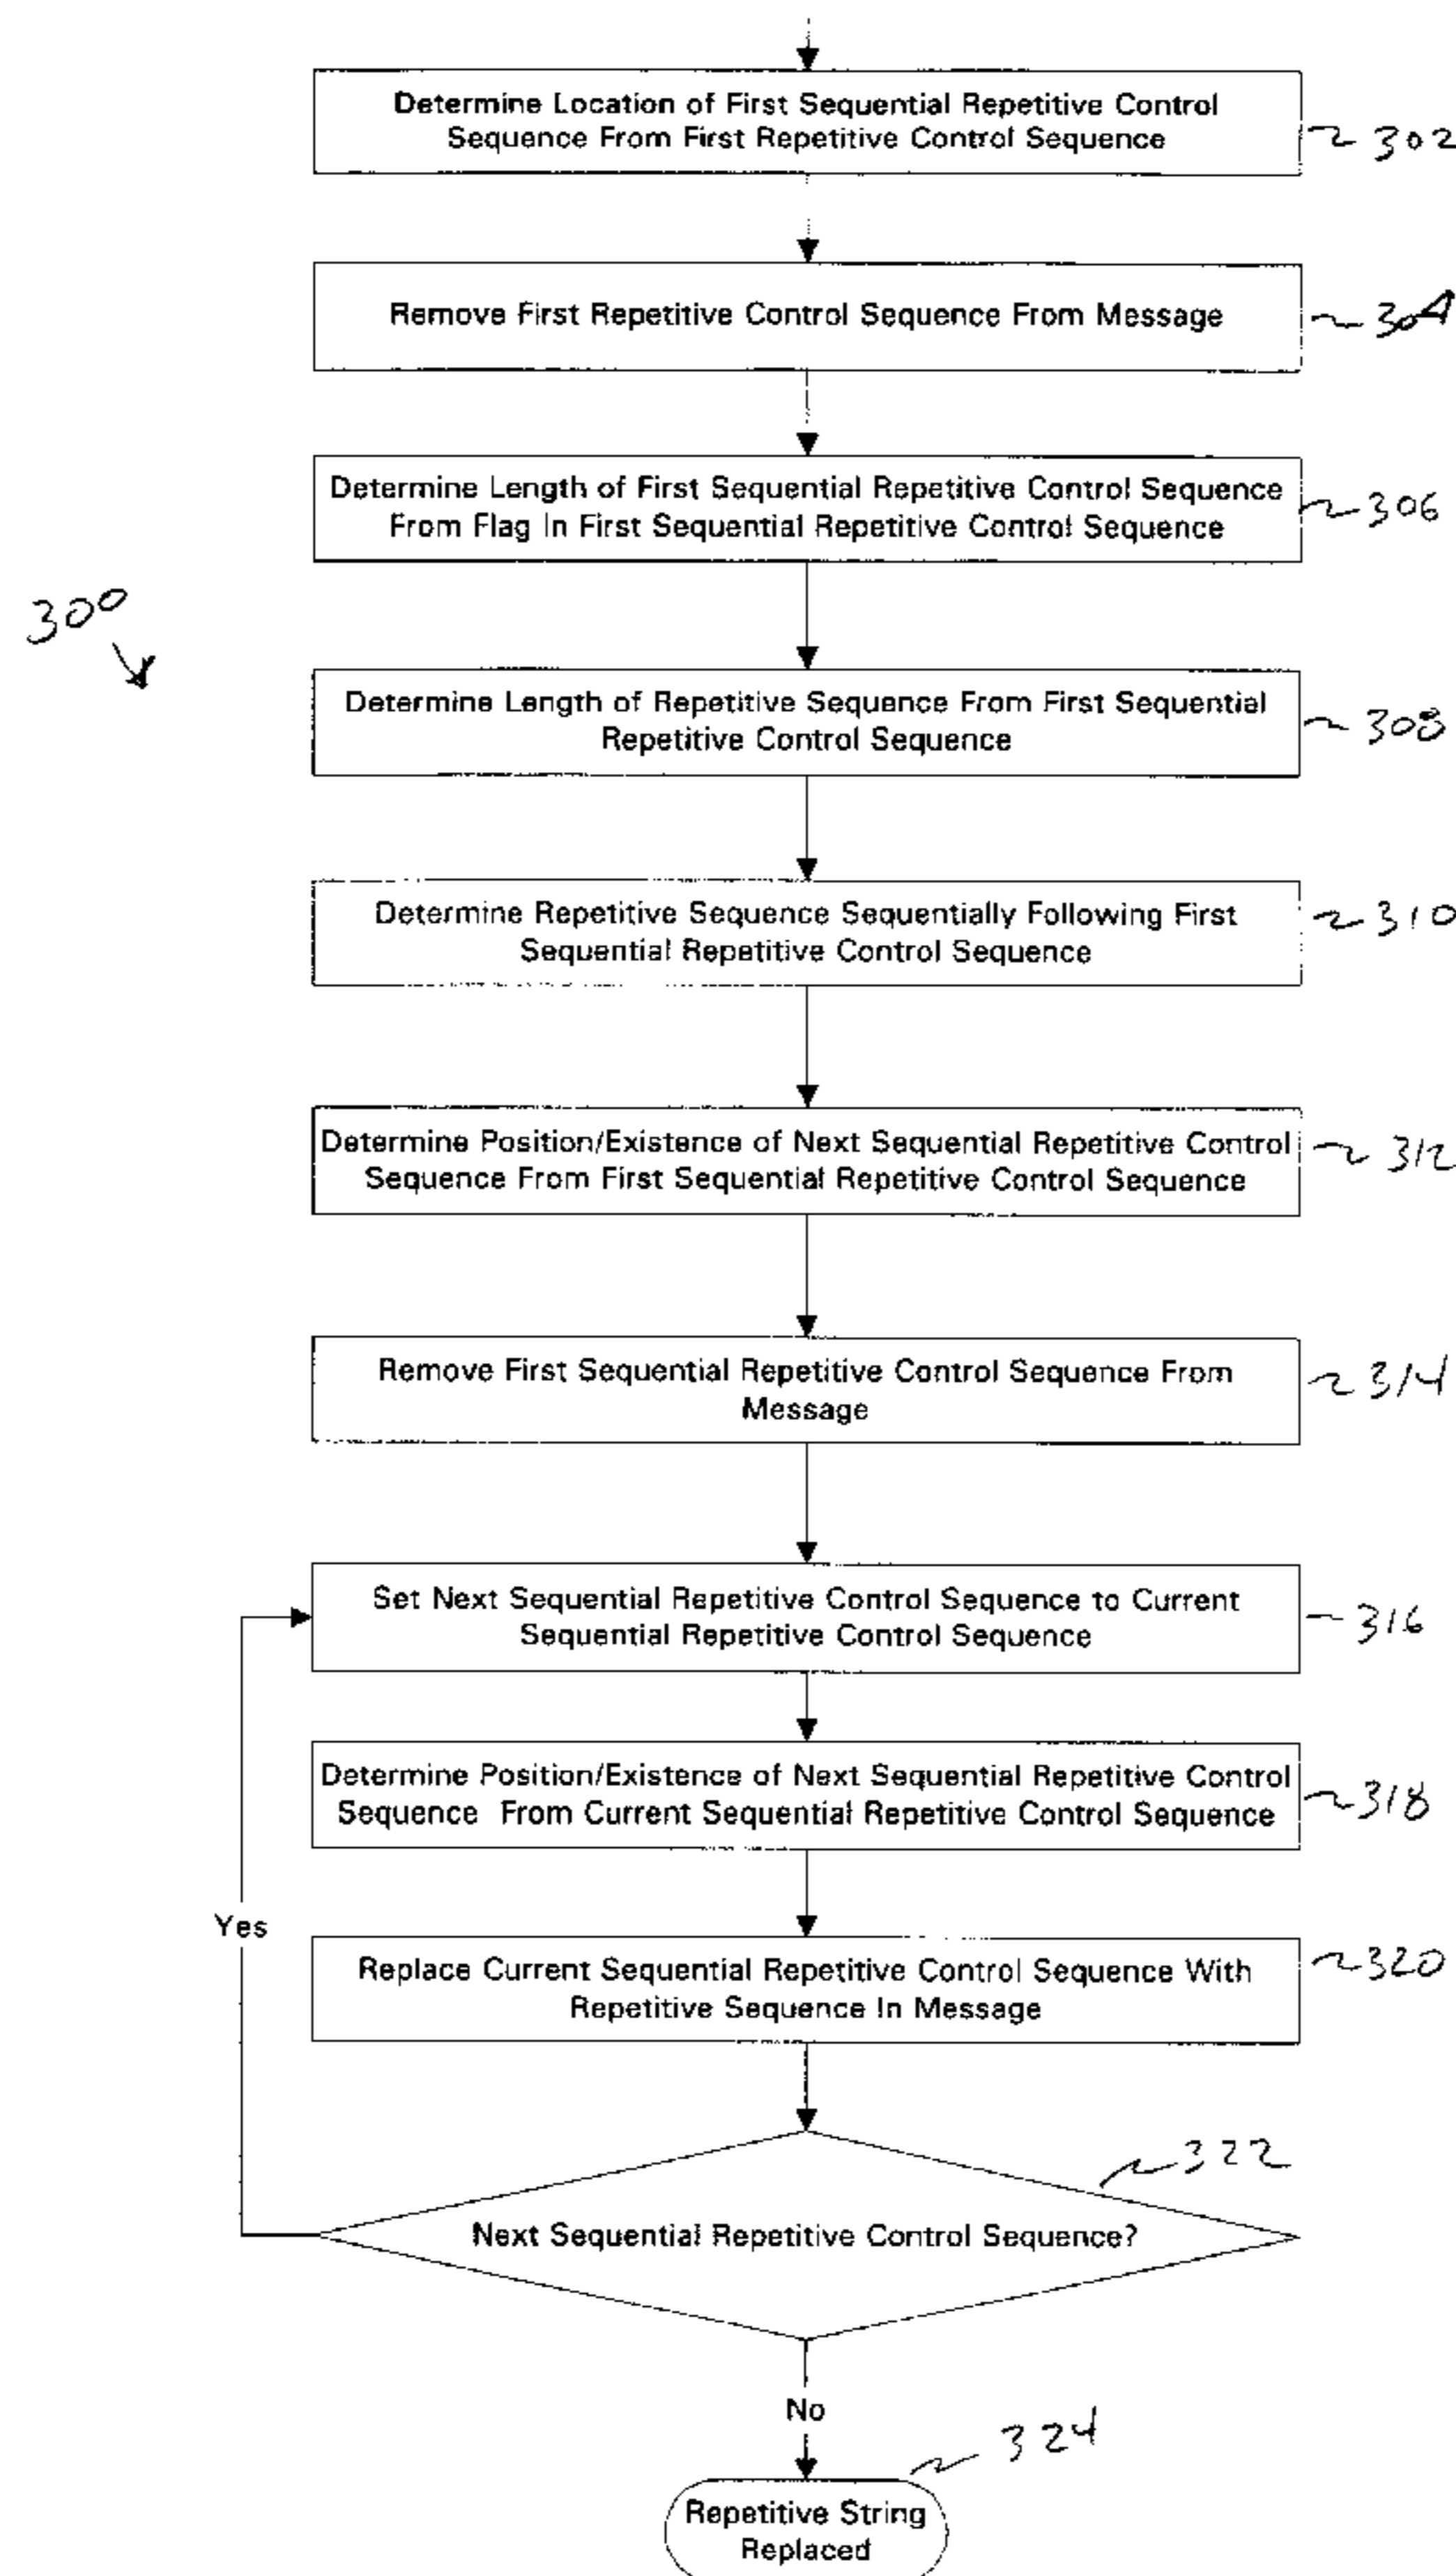 Determine Location of First Sequential Repetitive Control
Sequence From First Repetitive Control Sequence
302
Remove First Repetitive Control Sequence From Message
304
Determine Length of First Sequential Repetitive Control Sequence
From Flag In First Sequential Repetitive Control Sequence
306
300
Determine Length of Repetitive Sequence From First Sequential
Repetitive Control Sequence
308
Determine Repetitive Sequence Sequentially Following First
Sequential Repetitive Control Sequence
310
Determine Position/Existence of Next Sequential Repetitive Control
Sequence From First Sequential Repetitive Control Sequence
312
Remove First Sequential Repetitive Control Sequence From
Message
314
Set Next Sequential Repetitive Control Sequence to Current
Sequential Repetitive Control Sequence
316
Determine Position/Existence of Next Sequential Repetitive Control
Sequence From Current Sequential Repetitive Control Sequence
318
Yes
Replace Current Sequential Repetitive Control Sequence With
Repetitive Sequence In Message
320
322
Next Sequential Repetitive Control Sequence?
No
324
Repetitive String
Replaced